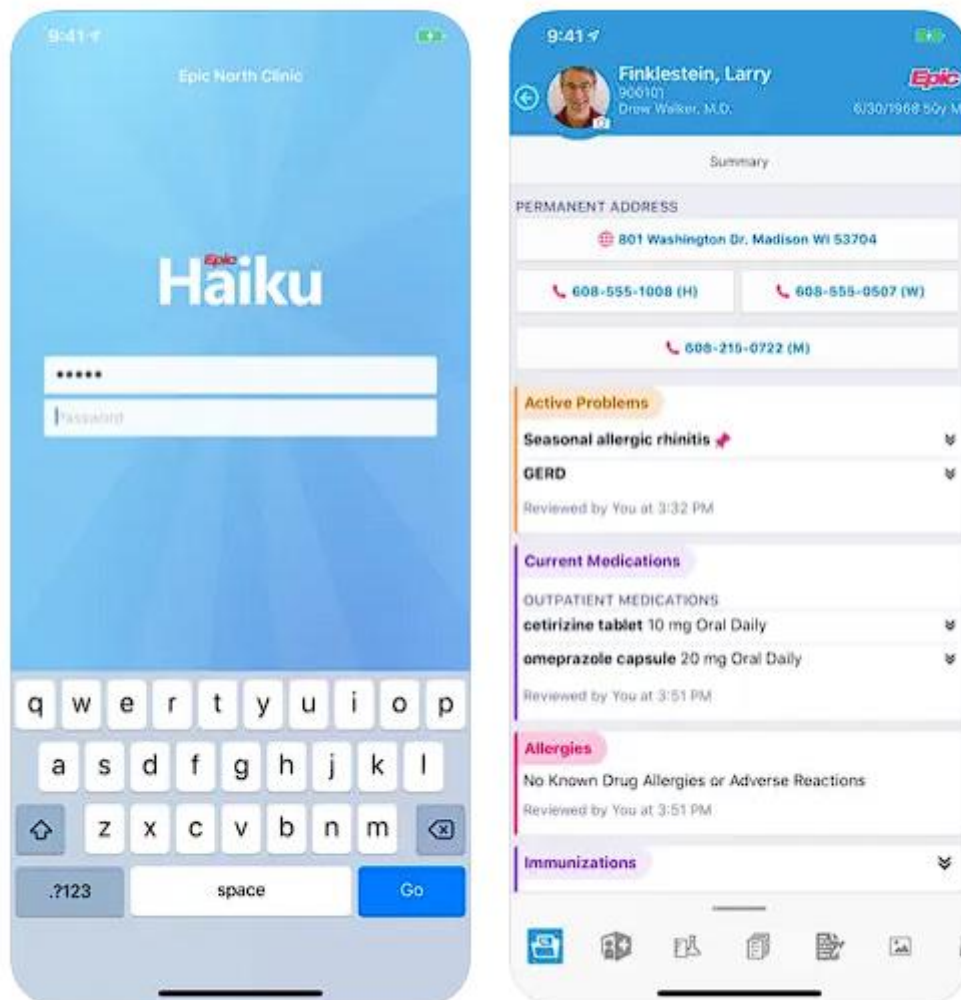 9:41
Epic North Clinic
Epic
Haiku
•••••
Password
q w e r t y u i o p
a s d f g h j k l
z x c v b n m
.?123 space Go
9:41
Finklestein, Larry
900101
Drew Walker, M.D.
Epic
6/30/1968 50y M
Summary
PERMANENT ADDRESS
801 Washington Dr. Madison WI 53704
608-555-1008 (H) 608-555-0507 (W)
608-215-0722 (M)
Active Problems
Seasonal allergic rhinitis
GERD
Reviewed by You at 3:32 PM
Current Medications
OUTPATIENT MEDICATIONS
cetirizine tablet 10 mg Oral Daily
omeprazole capsule 20 mg Oral Daily
Reviewed by You at 3:51 PM
Allergies
No Known Drug Allergies or Adverse Reactions
Reviewed by You at 3:51 PM
Immunizations